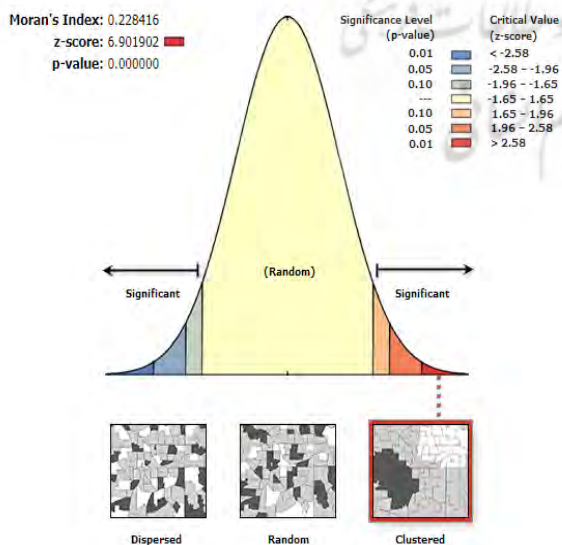 Moran's Index: 0.228416
z-score: 6.901902
p-value: 0.000000
Significance Level
(p-value)
Critical Value
(z-score)
0.01 < -2.58
0.05 -2.58 – -1.96
0.10 -1.96 – -1.65
--- -1.65 – 1.65
0.10 1.65 – 1.96
0.05 1.96 – 2.58
0.01 > 2.58
(Random)
Significant
Significant
Dispersed
Random
Clustered